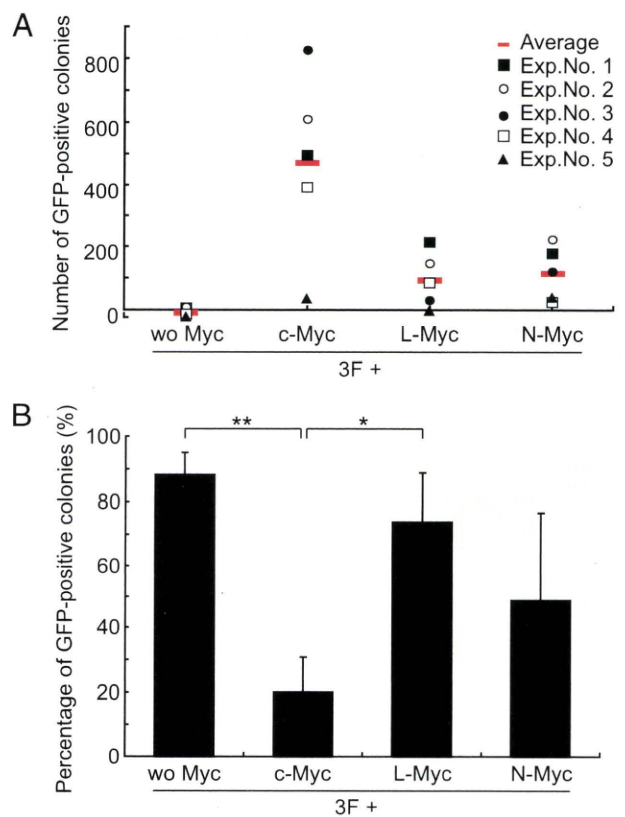 A
Number of GFP-positive colonies
800
600
400
200
0
Average
Exp.No. 1
Exp.No. 2
Exp.No. 3
Exp.No. 4
Exp.No. 5
wo Myc c-Myc L-Myc N-Myc
3F +
B
Percentage of GFP-positive colonies (%)
100
80
60
40
20
0
** *
wo Myc c-Myc L-Myc N-Myc
3F +